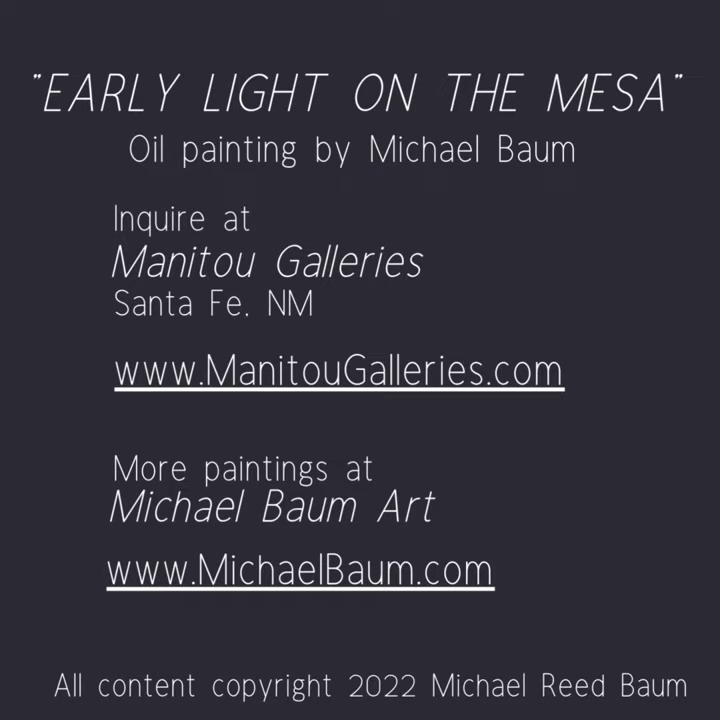 "EARLY LIGHT ON THE MESA"
Oil painting by Michael Baum
Inquire at
Manitou Galleries
Santa Fe, NM
www.ManitouGalleries.com
More paintings at
Michael Baum Art
www.MichaelBaum.com
All content copyright 2022 Michael Reed Baum